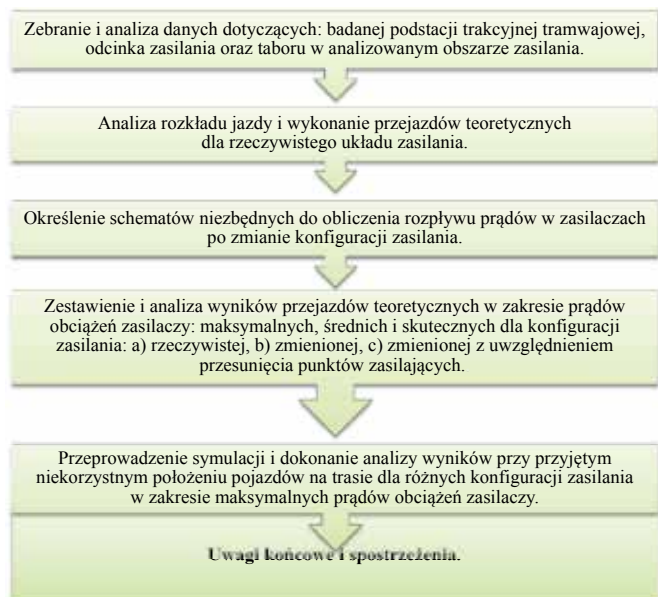 Zebranie i analiza danych dotyczących: badanej podstacji trakcyjnej tramwajowej,
odcinka zasilania oraz taboru w analizowanym obszarze zasilania.
Analiza rozkładu jazdy i wykonanie przejazdów teoretycznych
dla rzeczywistego układu zasilania.
Określenie schematów niezbędnych do obliczenia rozpływu prądów w zasilaczach
po zmianie konfiguracji zasilania.
Zestawienie i analiza wyników przejazdów teoretycznych w zakresie prądów
obciążeń zasilaczy: maksymalnych, średnich i skutecznych dla konfiguracji
zasilania: a) rzeczywistej, b) zmienionej, c) zmienionej z uwzględnieniem
przesunięcia punktów zasilających.
Przeprowadzenie symulacji i dokonanie analizy wyników przy przyjętym
niekorzystnym położeniu pojazdów na trasie dla różnych konfiguracji zasilania
w zakresie maksymalnych prądów obciążeń zasilaczy.
Uwagi końcowe i spostrzeżenia.